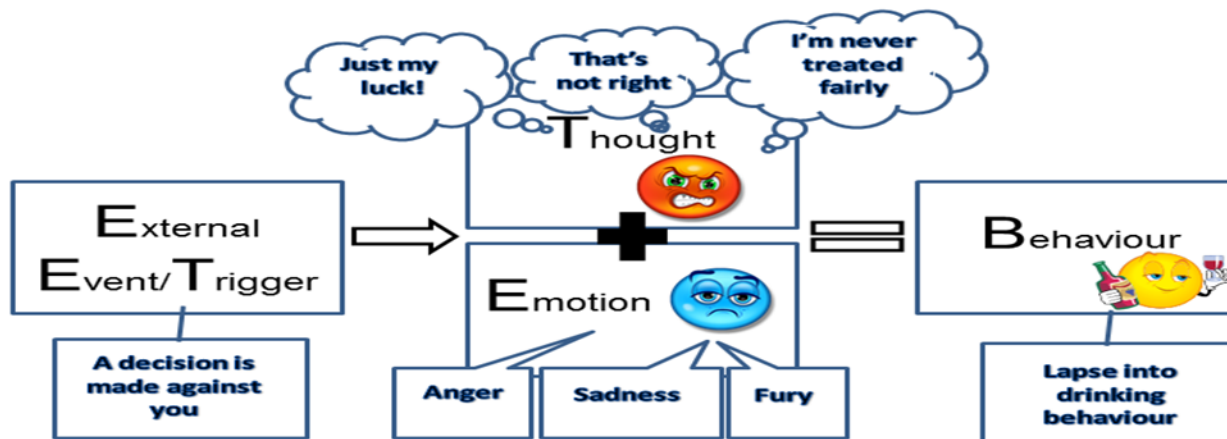 Just my
luck!
That's
not right
I'm never
treated
fairly
Thought
External
Event/Trigger
Emotion
Behaviour
A decision is
made against
you
Anger
Sadness
Fury
Lapse into
drinking
behaviour